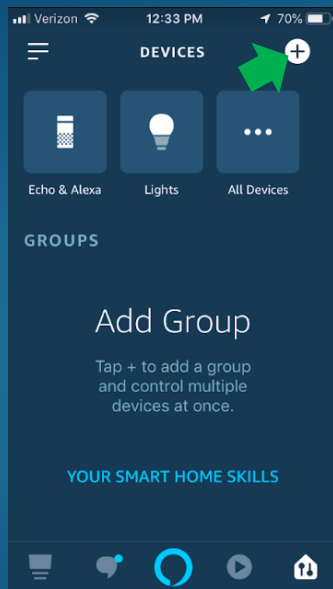 Verizon 12:33 PM 70%
DEVICES
Echo & Alexa Lights All Devices
GROUPS
Add Group
Tap + to add a group
and control multiple
devices at once.
YOUR SMART HOME SKILLS